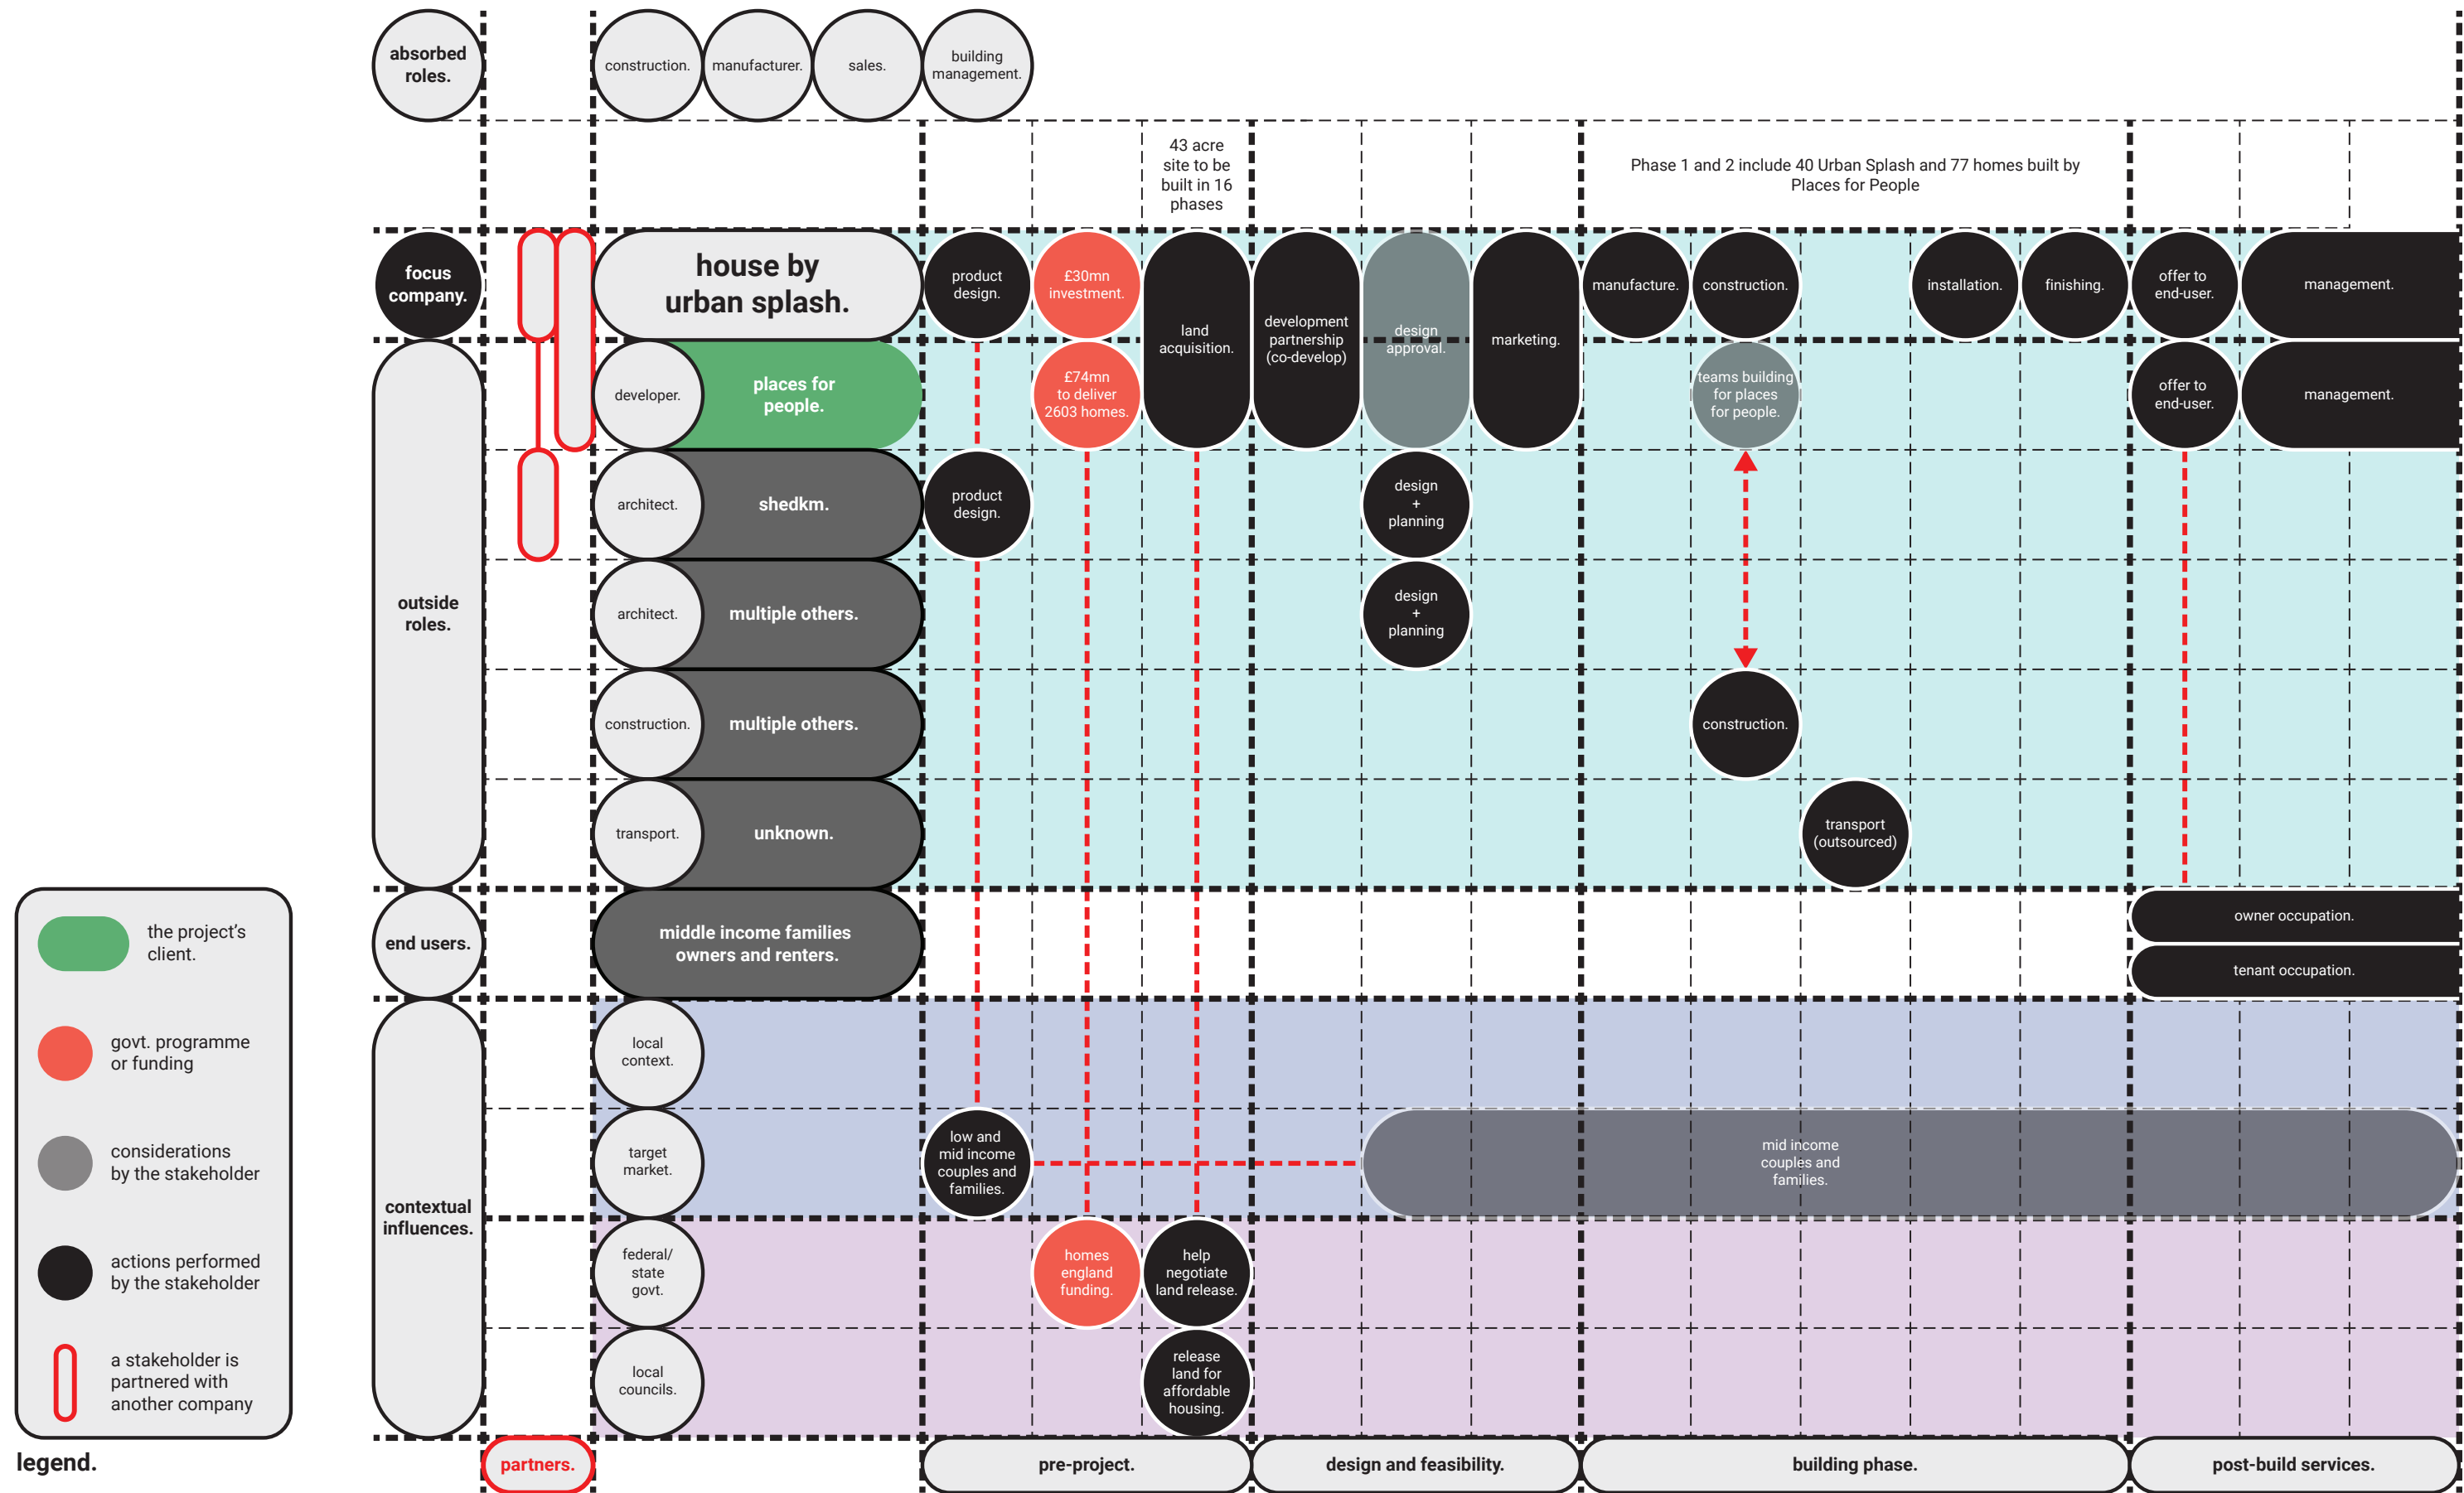 absorbed
roles.
construction.
manufacturer.
sales.
building
management.
43 acre
site to be
built in 16
phases
Phase 1 and 2 include 40 Urban Splash and 77 homes built by
Places for People
focus
company.
house by
urban splash.
product
design.
£30mn
investment.
land
acquisition.
development
partnership
(co-develop)
design
approval.
marketing.
manufacture.
construction.
installation.
finishing.
offer to
end-user.
management.
outside
roles.
developer.
places for
people.
£74mn
to deliver
2603 homes.
teams building
for places
for people.
offer to
end-user.
management.
architect.
shedkm.
product
design.
design
+
planning
architect.
multiple others.
design
+
planning
construction.
multiple others.
construction.
transport.
unknown.
transport
(outsourced)
end users.
middle income families
owners and renters.
owner occupation.
tenant occupation.
contextual
influences.
local
context.
target
market.
low and
mid income
couples and
families.
mid income
couples and
families.
federal/
state
govt.
homes
england
funding.
help
negotiate
land release.
local
councils.
release
land for
affordable
housing.
partners.
pre-project.
design and feasibility.
building phase.
post-build services.
the project's
client.
govt. programme
or funding
considerations
by the stakeholder
actions performed
by the stakeholder
a stakeholder is
partnered with
another company
legend.